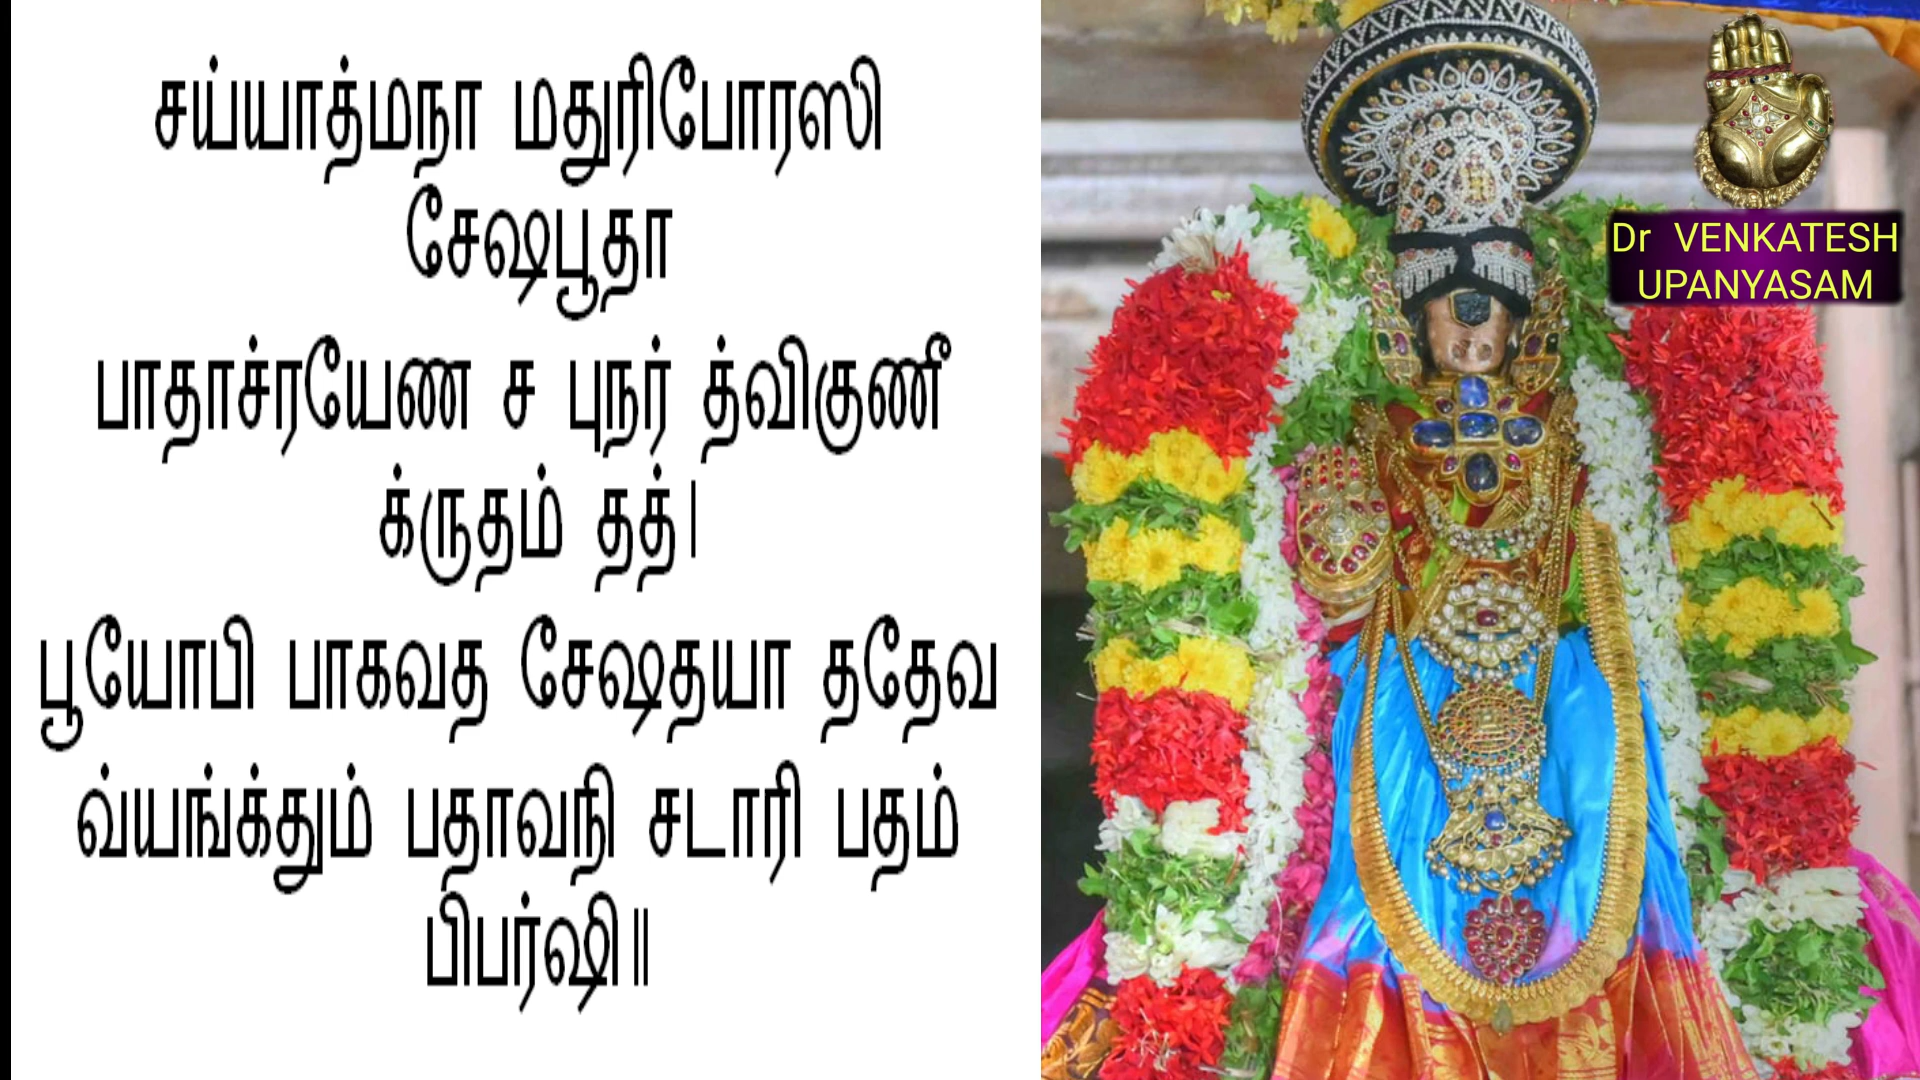 சய்யாத்மநா மதுரிபோரஸி
சேஷபூதா
பாதாச்ரயேண ச புநர் த்விகுணீ
க்ருதம் தத்।
பூயோபி பாகவத சேஷதயா ததேவ
வ்யங்க்தும் பதாவநி சடாரி பதம்
பிபர்ஷி॥
Dr VENKATESH
UPANYASAM